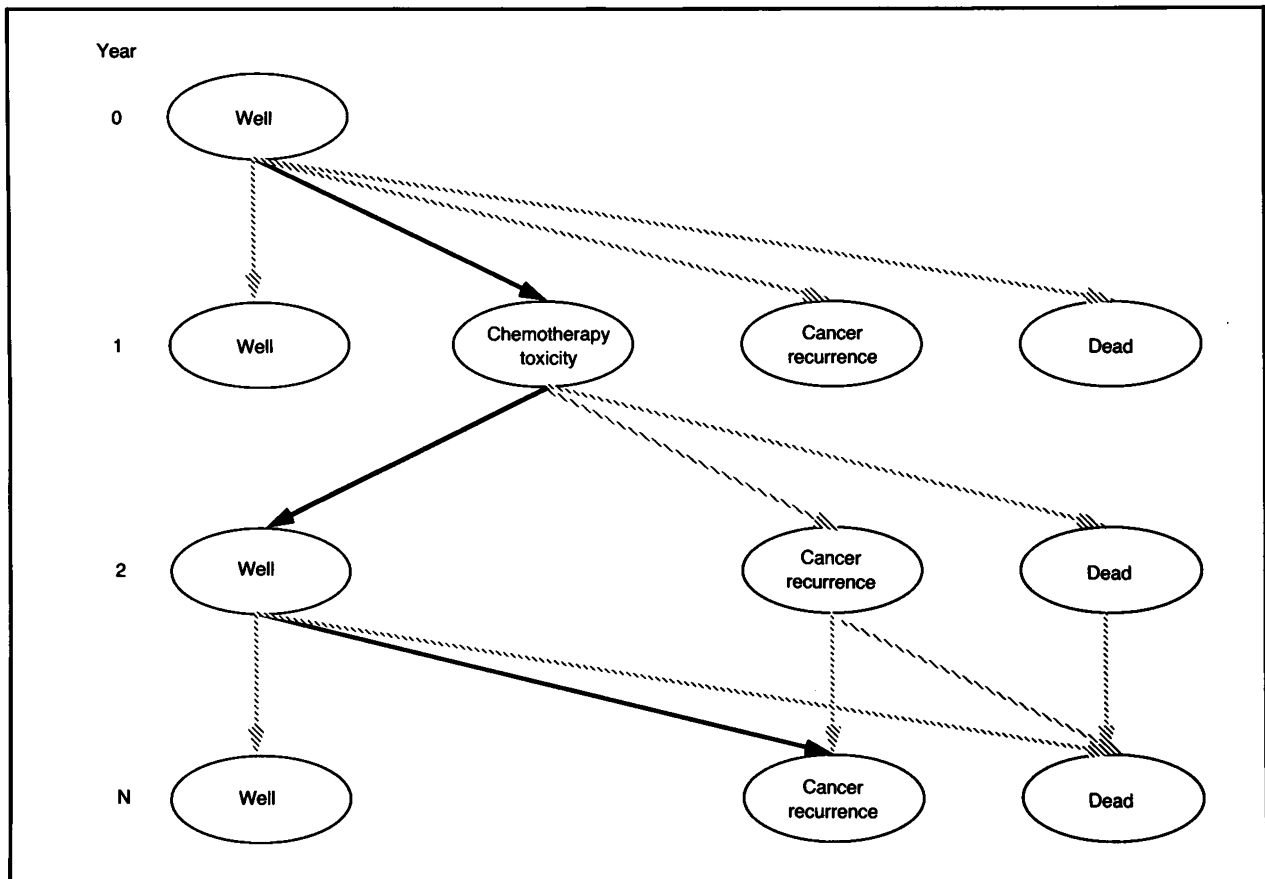 Year
0
Well
1
Well
Chemotherapy
toxicity
Cancer
recurrence
Dead
2
Well
Cancer
recurrence
Dead
N
Well
Cancer
recurrence
Dead